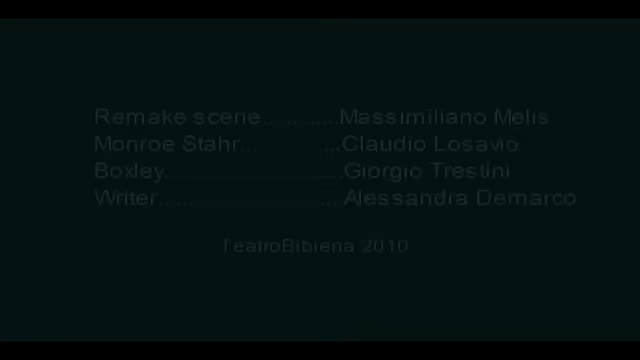 Remake scene............Massimiliano Melis
Monroe Stahr................Claudio Losavio
Boxley............................Giorgio Trestini
Writer............................Alessandra Demarco
TeatroBibiena 2010